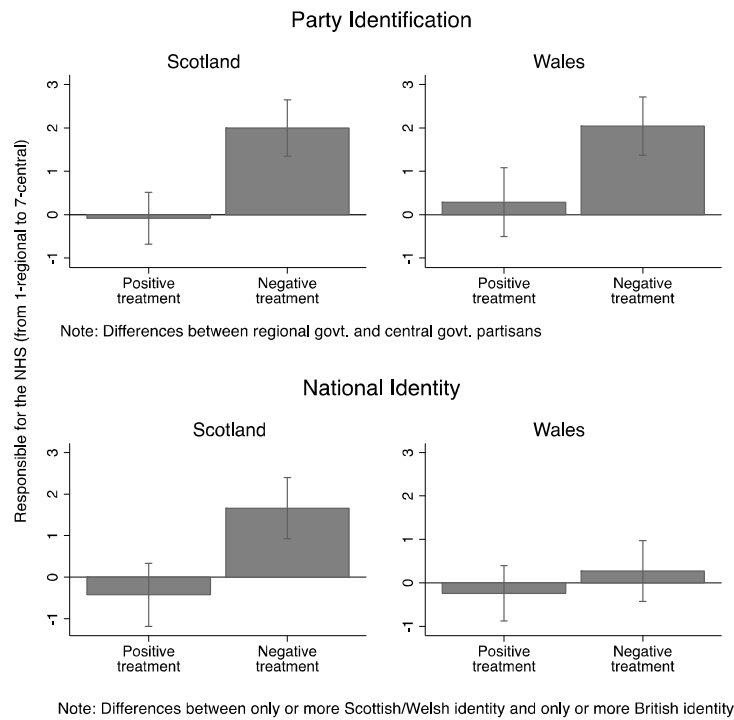 Party Identification
Scotland
Wales
Responsible for the NHS (from 1-regional to 7-central)
3
2
1
0
-1
3
2
1
0
-1
Positive treatment
Negative treatment
Positive treatment
Negative treatment
Note: Differences between regional govt. and central govt. partisans
National Identity
Scotland
Wales
3
2
1
0
-1
3
2
1
0
-1
Positive treatment
Negative treatment
Positive treatment
Negative treatment
Note: Differences between only or more Scottish/Welsh identity and only or more British identity